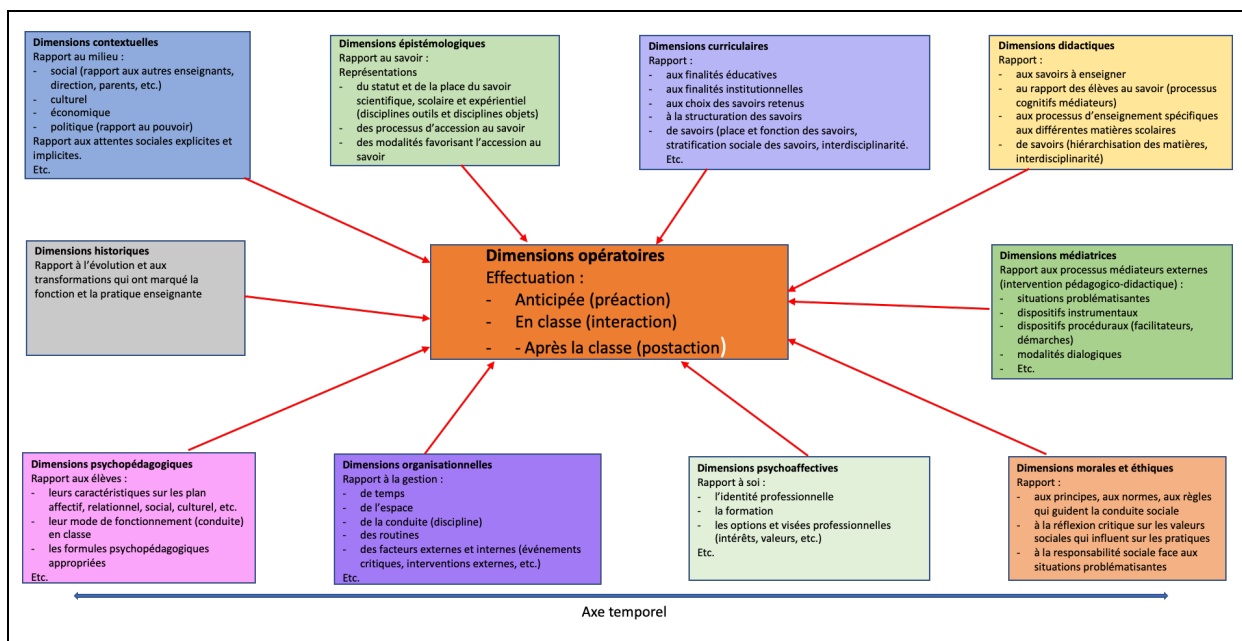 Dimensions contextuelles
Rapport au milieu :
- social (rapport aux autres enseignants,
direction, parents, etc.)
- culturel
- économique
- politique (rapport au pouvoir)
Rapport aux attentes sociales explicites et
implicites.
Etc.
Dimensions épistémologiques
Rapport au savoir :
Représentations
- du statut et de la place du savoir
scientifique, scolaire et expérientiel
(disciplines outils et disciplines objets)
- des processus d'accession au savoir
- des modalités favorisant l'accession au
savoir
Dimensions curriculaires
Rapport :
- aux finalités éducatives
- aux finalités institutionnelles
- aux choix des savoirs retenus
- à la structuration des savoirs
- de savoirs (place et fonction des savoirs,
stratification sociale des savoirs, interdisciplinarité.
Etc.
Dimensions didactiques
Rapport :
- aux savoirs à enseigner
- au rapport des élèves au savoir (processus
cognitifs médiateurs)
- aux processus d'enseignement spécifiques
aux différentes matières scolaires
- de savoirs (hiérarchisation des matières,
interdisciplinarité)
Dimensions historiques
Rapport à l'évolution et aux
transformations qui ont marqué la
fonction et la pratique enseignante
Dimensions opératoires
Effectuation :
- Anticipée (préaction)
- En classe (interaction)
- - Après la classe (postaction)
Dimensions médiatrices
Rapport aux processus médiateurs externes
(intervention pédagogico-didactique) :
- situations problématisantes
- dispositifs instrumentaux
- dispositifs procéduraux (facilitateurs,
démarches)
- modalités dialogiques
- Etc.
Dimensions psychopédagogiques
Rapport aux élèves :
- leurs caractéristiques sur les plan
affectif, relationnel, social, culturel, etc.
- leur mode de fonctionnement (conduite)
en classe
- les formules psychopédagogiques
appropriées
Etc.
Dimensions organisationnelles
Rapport à la gestion :
- de temps
- de l'espace
- de la conduite (discipline)
- des routines
- des facteurs externes et internes (événements
critiques, interventions externes, etc.)
Etc.
Dimensions psychoaffectives
Rapport à soi :
- l'identité professionnelle
- la formation
- les options et visées professionnelles
(intérêts, valeurs, etc.)
Etc.
Dimensions morales et éthiques
Rapport :
- aux principes, aux normes, aux règles
qui guident la conduite sociale
- à la réflexion critique sur les valeurs
sociales qui influent sur les pratiques
- à la responsabilité sociale face aux
situations problématisantes
Axe temporel